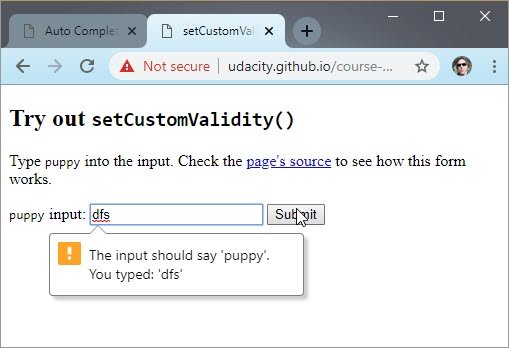 Auto Complet
setCustomVal
Not secure
udacity.github.io/course-...
Try out setCustomValidity()
Type puppy into the input. Check the page's source to see how this form
works.
puppy input: dfs Submit
The input should say 'puppy'.
You typed: 'dfs'